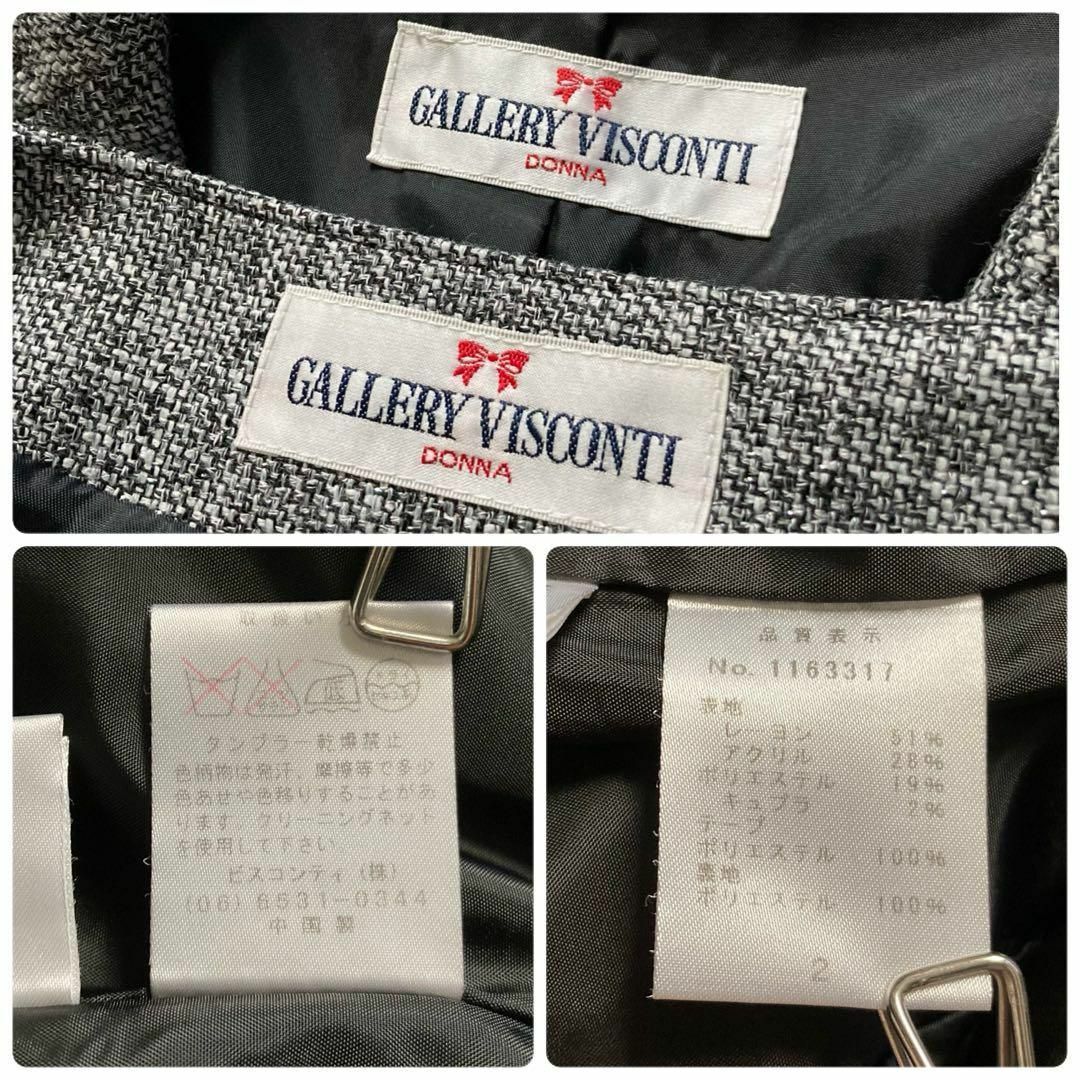 GALLERY VISCONTI
DONNA
GALLERY VISCONTI
DONNA
取扱い
低
タンブラー乾燥禁止
色柄物は発汗、摩擦等で多少
色あせや色移りすることがあ
ります。クリーニングネット
を使用して下さい。
ビスコンティ(株)
(06)6531-0344
中国製
品質表示
No. 1163317
表地
レーヨン 51%
アクリル 28%
ポリエステル 19%
キュプラ 2%
テープ
ポリエステル 100%
裏地
ポリエステル 100%
2